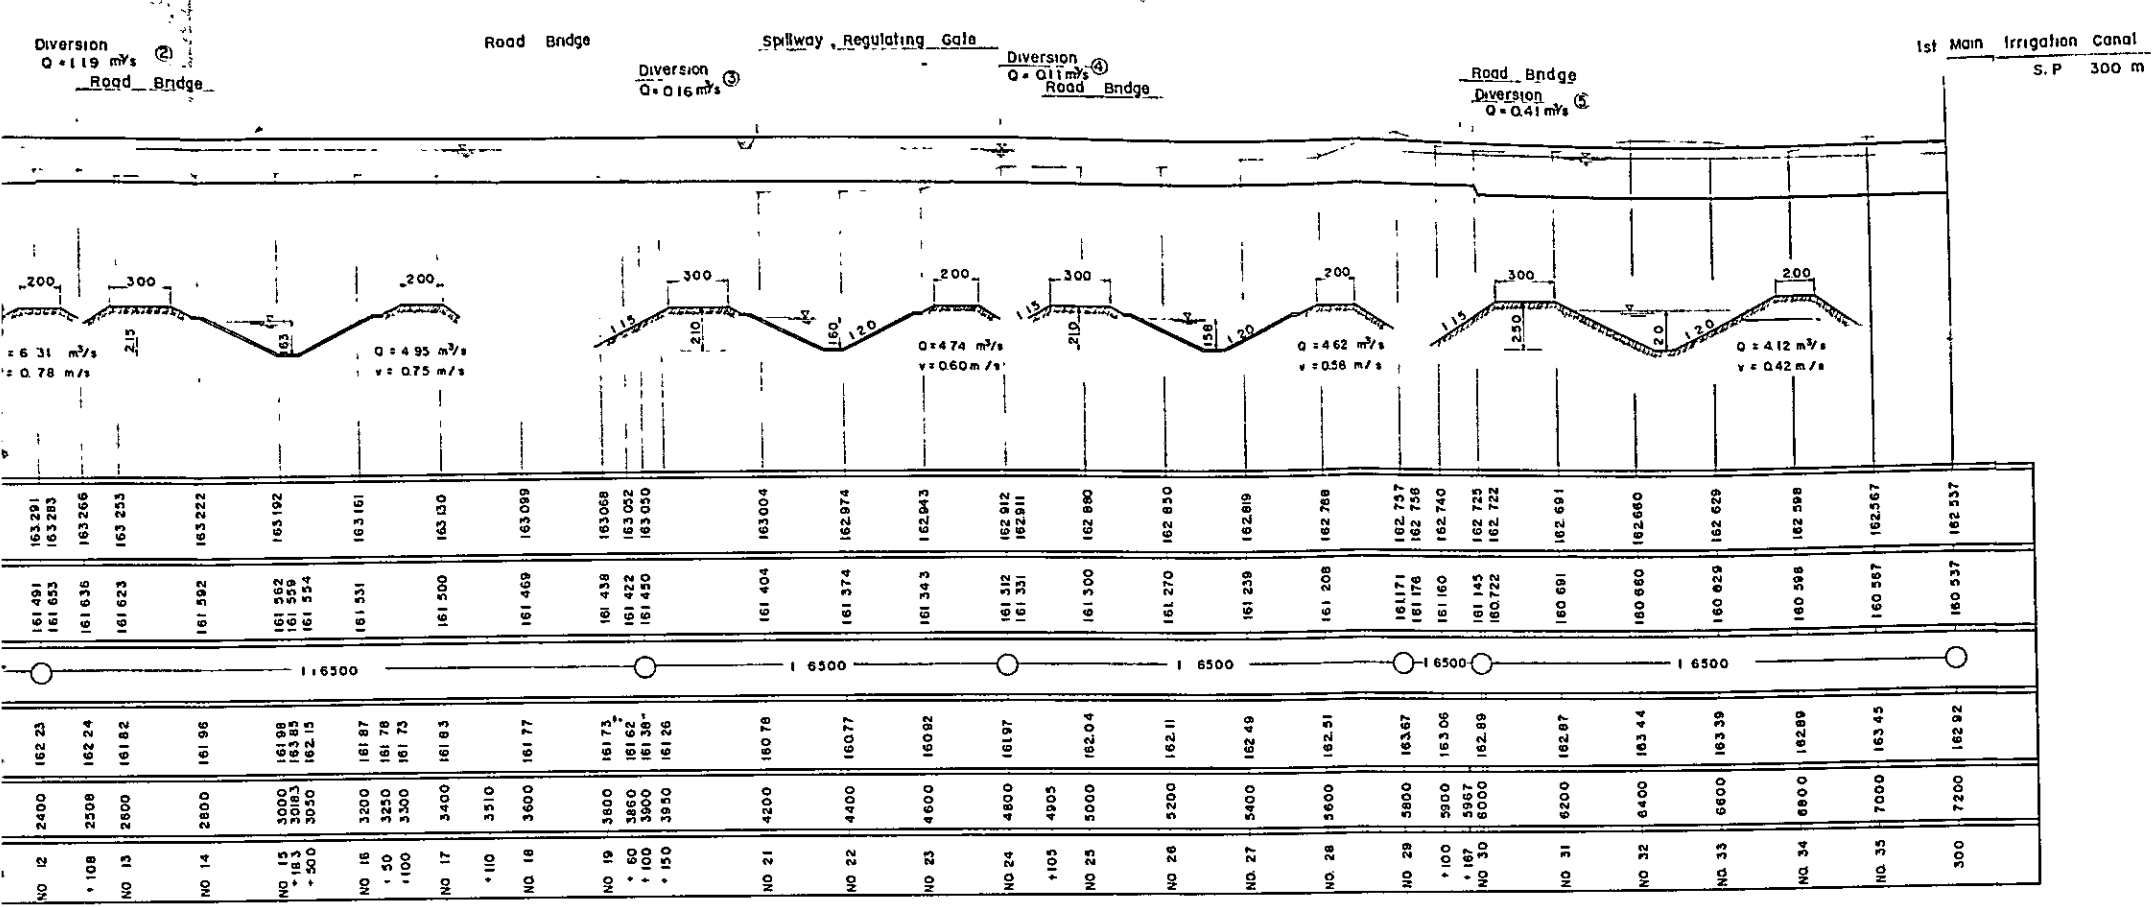 Diversion ②
Q = 1.19 m³/s
Road Bridge
Road Bridge
Diversion ③
Q = 0.16 m³/s
Spillway, Regulating Gate
Diversion ④
Q = 0.11 m³/s
Road Bridge
Road Bridge
Diversion ⑤
Q = 0.41 m³/s
1st Main Irrigation Canal
S.P 300 m
200 300 200 300 200 300 200 300 200
215 163 115 210 160 120 115 210 158 120 115 250 210 120
= 6.31 m³/s
= 0.78 m/s
Q = 4.95 m³/s
v = 0.75 m/s
Q = 4.74 m³/s
v = 0.60 m/s
Q = 4.62 m³/s
v = 0.58 m/s
Q = 4.12 m³/s
v = 0.42 m/s
163.291 163.283 163.266 163.253 163.222 163.192 163.161 163.130 163.099 163.068 163.052 163.050 163.004 162.974 162.943 162.912 162.911 162.880 162.850 162.819 162.788 162.757 162.756 162.740 162.725 162.722 162.691 162.660 162.629 162.598 162.567 162.537
161.491 161.653 161.636 161.623 161.592 161.562 161.559 161.554 161.531 161.500 161.469 161.438 161.422 161.450 161.404 161.374 161.343 161.312 161.331 161.300 161.270 161.239 161.208 161.171 161.176 161.160 161.145 160.722 160.691 160.660 160.629 160.598 160.567 160.537
1:6500 1 6500 1 6500 1 6500 1 6500
162.23 162.24 161.82 161.96 161.98 163.85 162.15 161.87 161.78 161.73 161.83 161.77 161.73 161.62 161.38 161.26 160.78 160.77 160.92 161.97 162.04 162.11 162.49 162.51 163.67 163.06 162.89 162.87 163.44 163.39 162.89 163.45 162.92
2400 2508 2600 2800 3000 3018.3 3050 3200 3250 3300 3400 3510 3600 3800 3860 3900 3950 4200 4400 4600 4800 4905 5000 5200 5400 5600 5800 5900 5967 6000 6200 6400 6600 6800 7000 7200
NO 12 +108 NO 13 NO 14 NO 15 +18.3 +50.0 NO 16 +50 +100 NO 17 +110 NO. 18 NO 19 +60 +100 +150 NO 21 NO 22 NO 23 NO. 24 +105 NO 25 NO 26 NO. 27 NO. 28 NO 29 +100 +167 NO 30 NO 31 NO 32 NO. 33 NO. 34 NO. 35 300